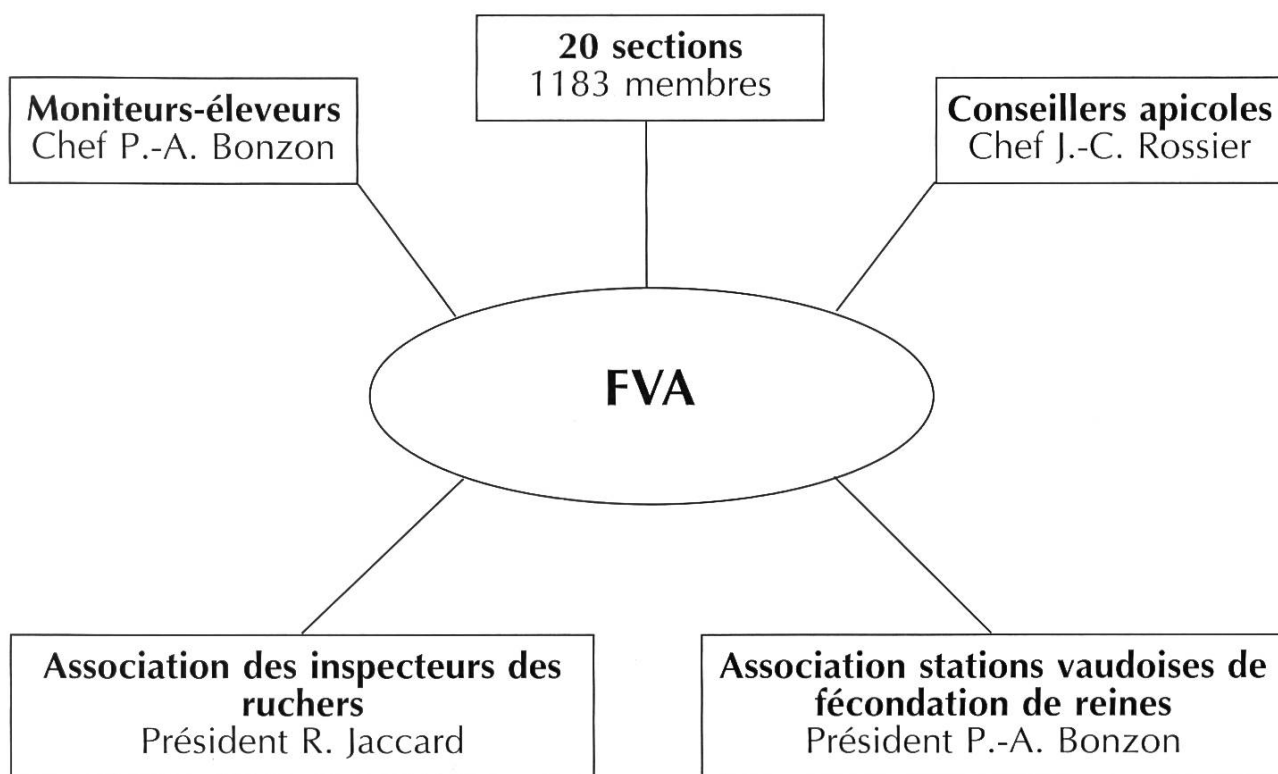 20 sections
1183 membres
Moniteurs-éleveurs
Chef P.-A. Bonzon
Conseillers apicoles
Chef J.-C. Rossier
FVA
Association des inspecteurs des
ruchers
Président R. Jaccard
Association stations vaudoises de
fécondation de reines
Président P.-A. Bonzon